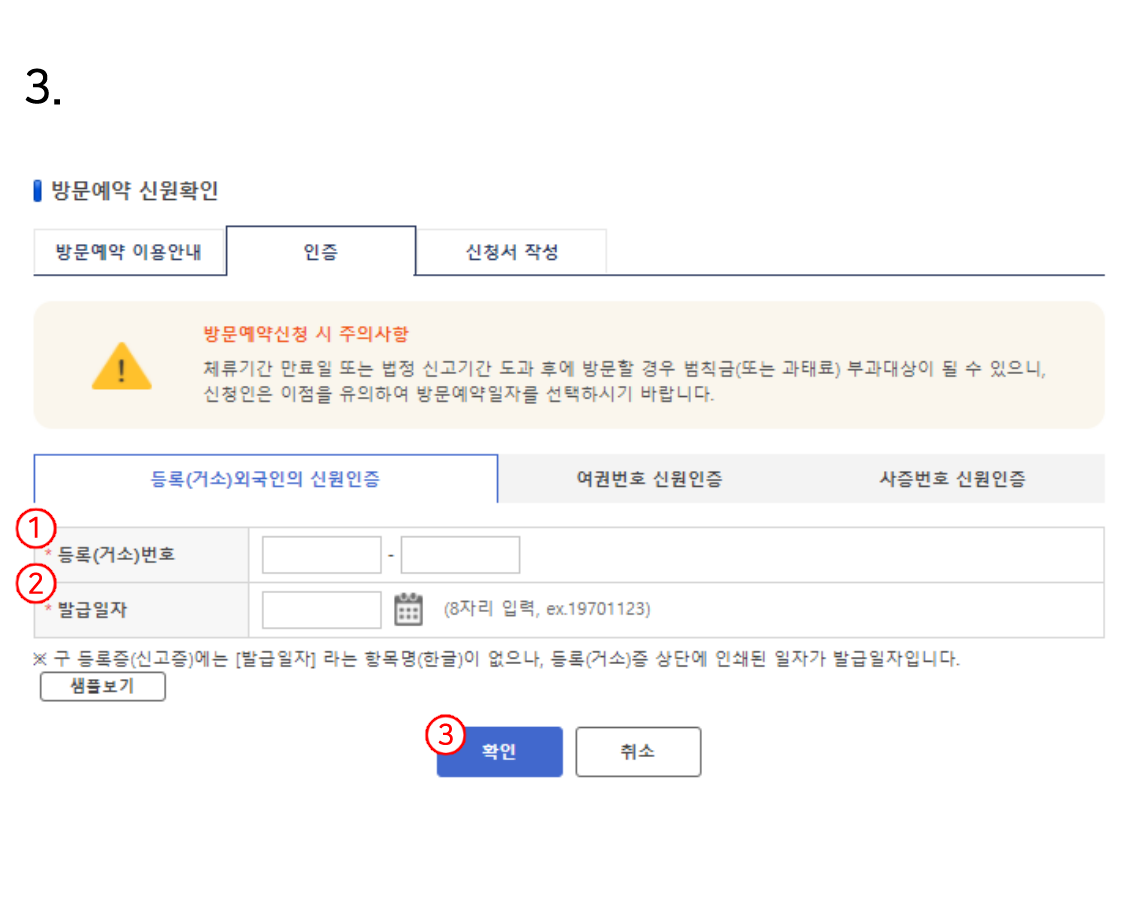 3.
방문예약 신원확인
방문예약 이용안내 인증 신청서 작성
방문예약신청 시 주의사항
체류기간 만료일 또는 법정 신고기간 도과 후에 방문할 경우 범칙금(또는 과태료) 부과대상이 될 수 있으니,
신청인은 이점을 유의하여 방문예약일자를 선택하시기 바랍니다.
등록(거소)외국인의 신원인증 여권번호 신원인증 사증번호 신원인증
① * 등록(거소)번호 -
② * 발급일자 (8자리 입력, ex.19701123)
※ 구 등록증(신고증)에는 [발급일자] 라는 항목명(한글)이 없으나, 등록(거소)증 상단에 인쇄된 일자가 발급일자입니다.
샘플보기
③ 확인 취소